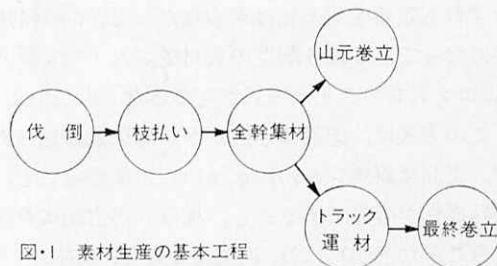 山元巻立
伐倒
枝払い
全幹集材
トラック
運材
最終巻立
図・1 素材生産の基本工程